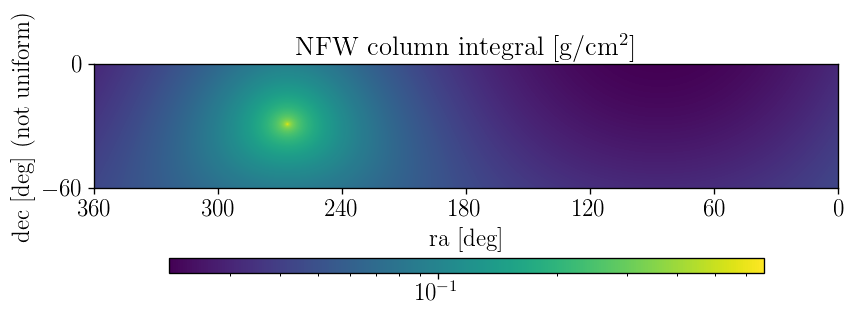 NFW column integral [g/cm²]
dec [deg] (not uniform)
0
−60
360 300 240 180 120 60 0
ra [deg]
10⁻¹